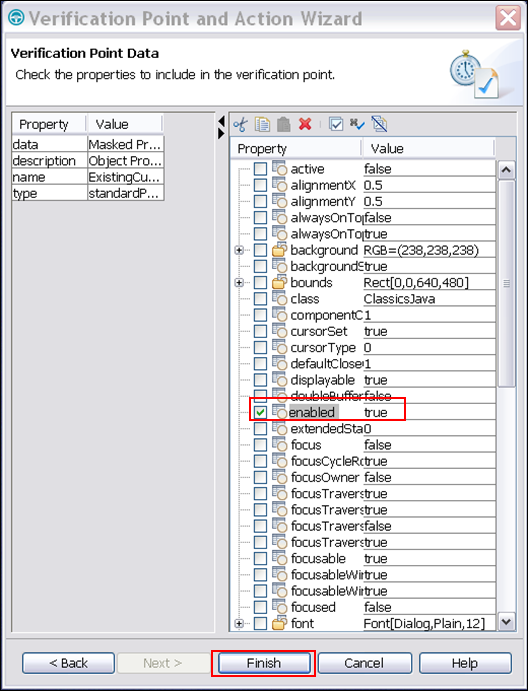 Verification Point and Action Wizard
Verification Point Data
Check the properties to include in the verification point.
Property Value
data Masked Pr...
description Object Pro...
name ExistingCu...
type standardP...
Property Value
active false
alignmentX 0.5
alignmentY 0.5
alwaysOnTop false
alwaysOnTop true
background RGB=(238,238,238)
backgroundS true
bounds Rect[0,0,640,480]
class ClassicsJava
componentC 1
cursorSet true
cursorType 0
defaultClose 1
displayable true
doubleBuffer false
enabled true
extendedSta 0
focus false
focusCycleRo true
focusOwner false
focusTravers true
focusTravers true
focusTravers false
focusTravers true
focusable true
focusableWin true
focusableWin true
focused false
font Font[Dialog,Plain,12]
< Back Next > Finish Cancel Help